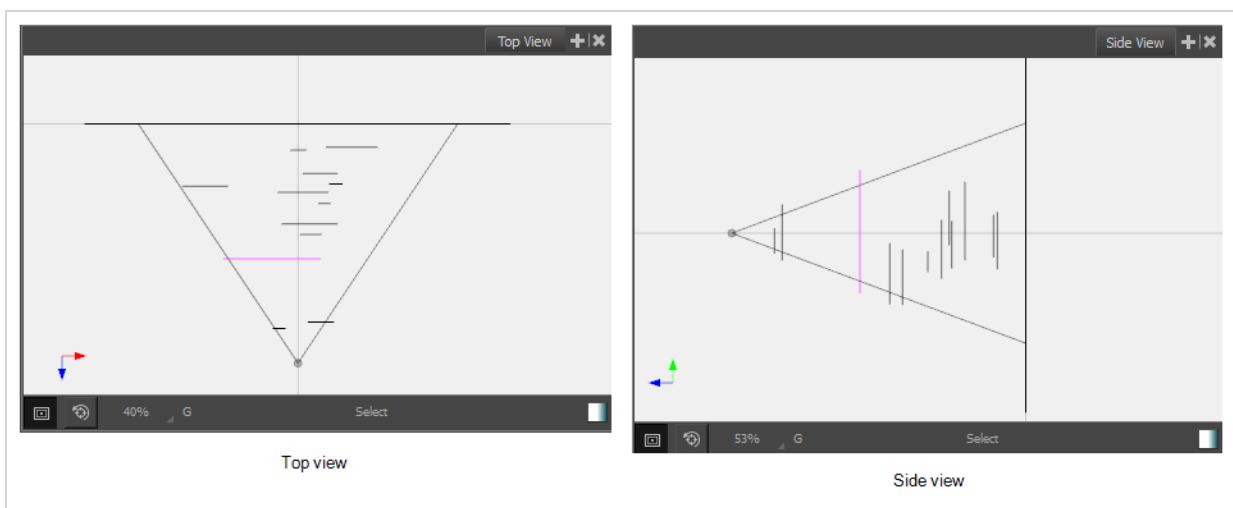 Top View
Side View
40%
G
Select
53%
G
Select
Top view
Side view